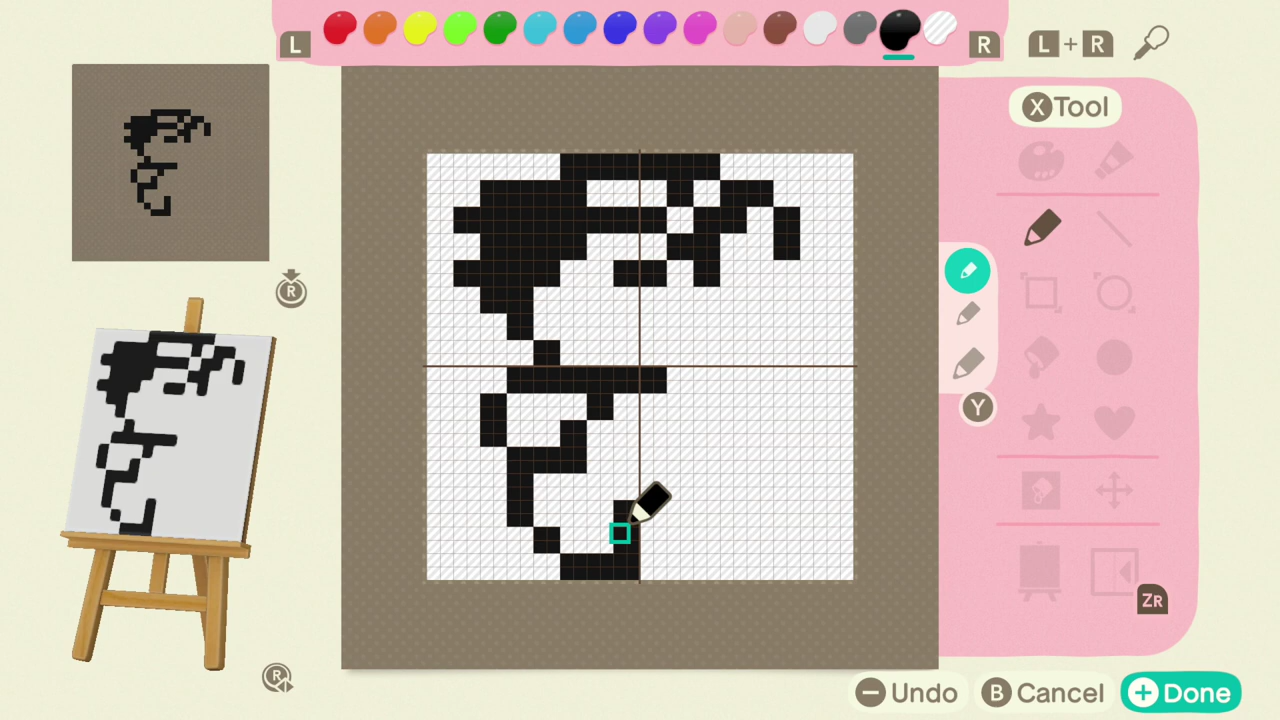 L R L + R
X Tool
R
Y
ZR
R
− Undo B Cancel + Done